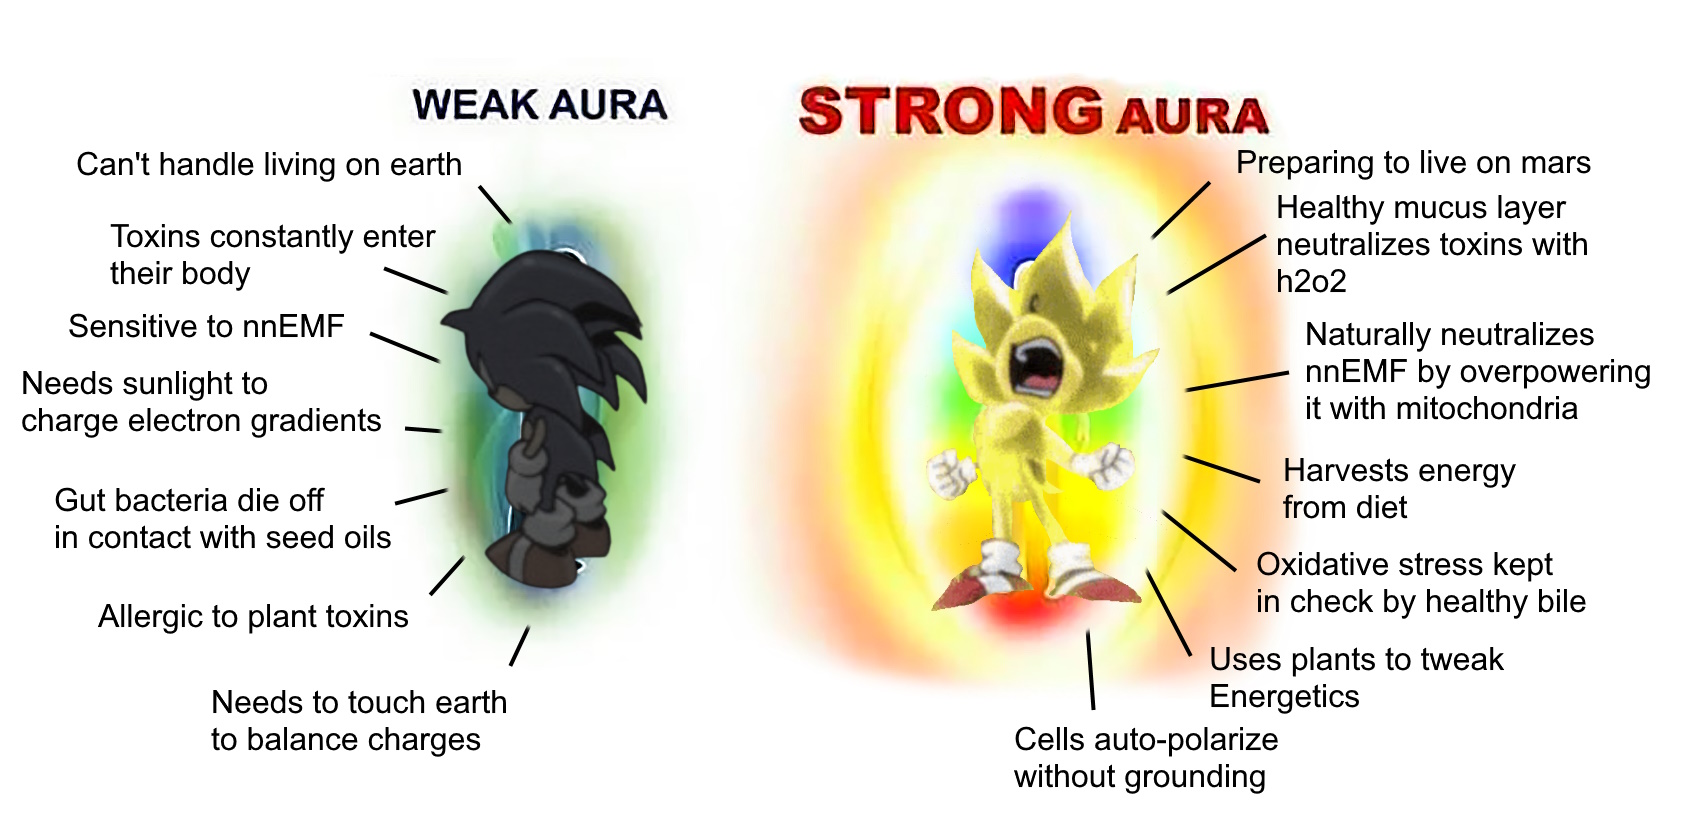 WEAK AURA
Can't handle living on earth
Toxins constantly enter
their body
Sensitive to nnEMF
Needs sunlight to
charge electron gradients
Gut bacteria die off
in contact with seed oils
Allergic to plant toxins
Needs to touch earth
to balance charges
STRONG AURA
Preparing to live on mars
Healthy mucus layer
neutralizes toxins with
h2o2
Naturally neutralizes
nnEMF by overpowering
it with mitochondria
Harvests energy
from diet
Oxidative stress kept
in check by healthy bile
Uses plants to tweak
Energetics
Cells auto-polarize
without grounding